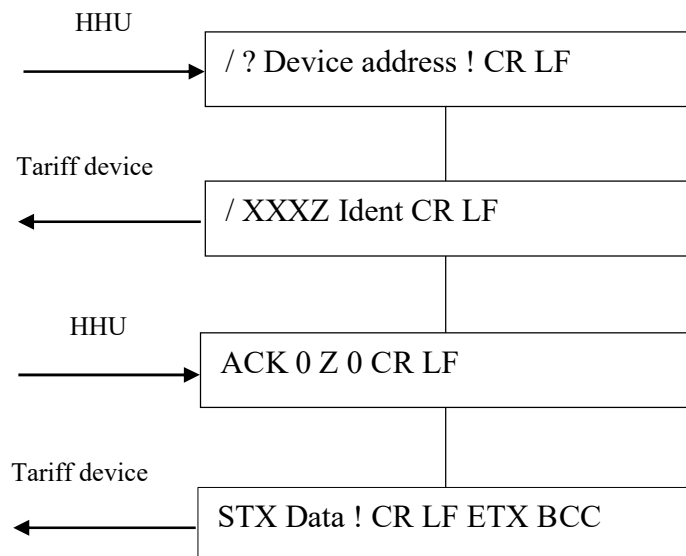 HHU
/ ? Device address ! CR LF
Tariff device
/ XXXZ Ident CR LF
HHU
ACK 0 Z 0 CR LF
Tariff device
STX Data ! CR LF ETX BCC